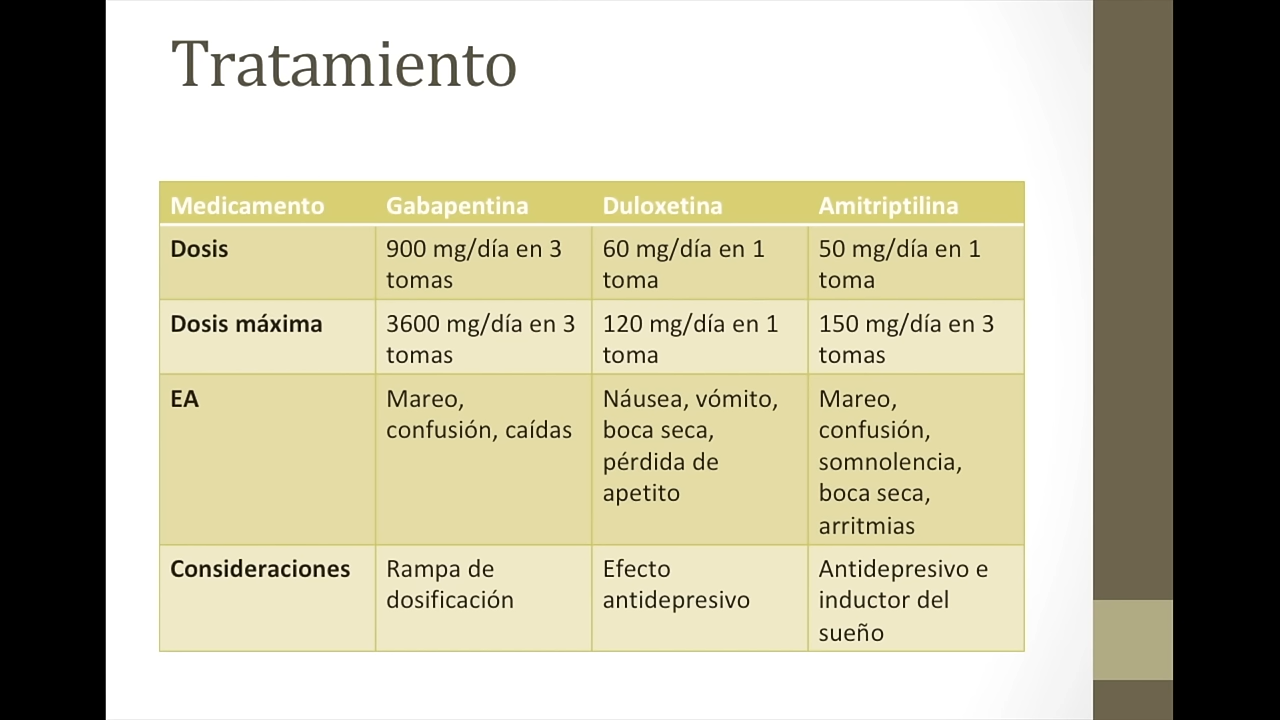 Tratamiento
Medicamento Gabapentina Duloxetina Amitriptilina
Dosis
900 mg/día en 3
tomas
60 mg/día en 1
toma
50 mg/día en 1
toma
Dosis máxima
3600 mg/día en 3
tomas
120 mg/día en 1
toma
150 mg/día en 3
tomas
EA
Mareo,
confusión, caídas
Náusea, vómito,
boca seca,
pérdida de
apetito
Mareo,
confusión,
somnolencia,
boca seca,
arritmias
Consideraciones
Rampa de
dosificación
Efecto
antidepresivo
Antidepresivo e
inductor del
sueño